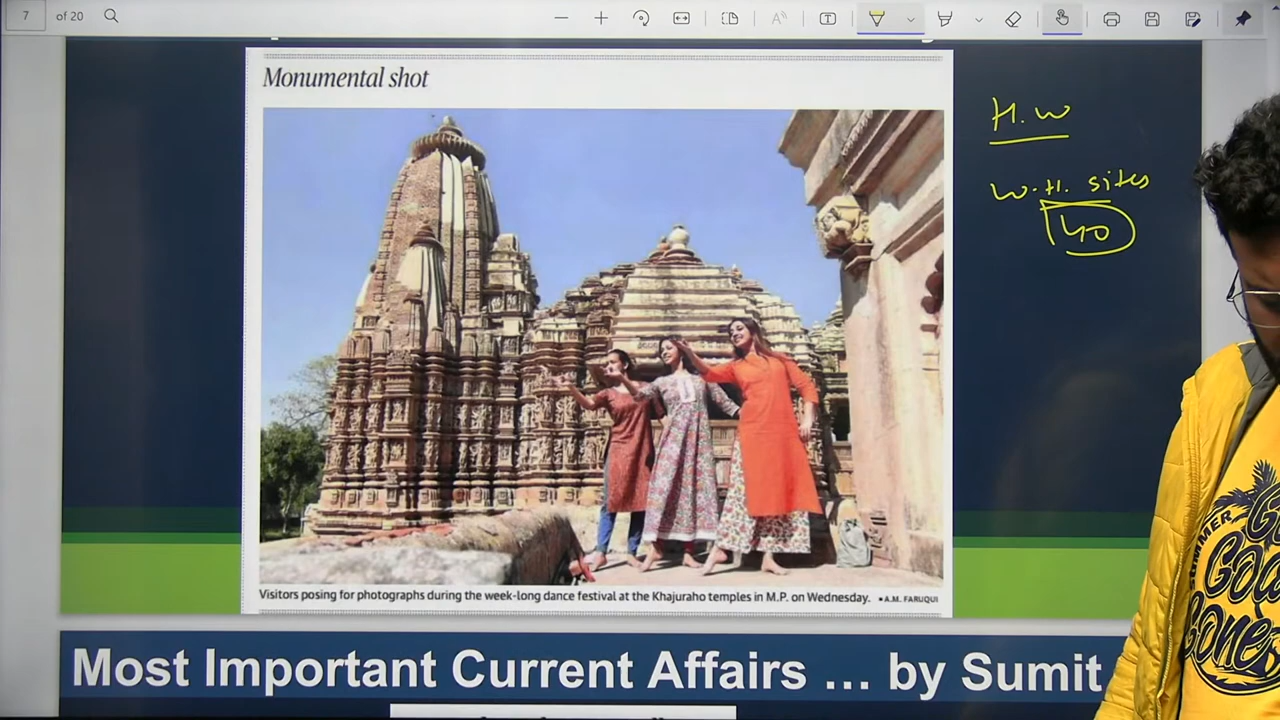 7 of 20
Monumental shot
H.W
W.H. sites
40
Visitors posing for photographs during the week-long dance festival at the Khajuraho temples in M.P. on Wednesday. • A.M. FARUQUI
Most Important Current Affairs ... by Sumit